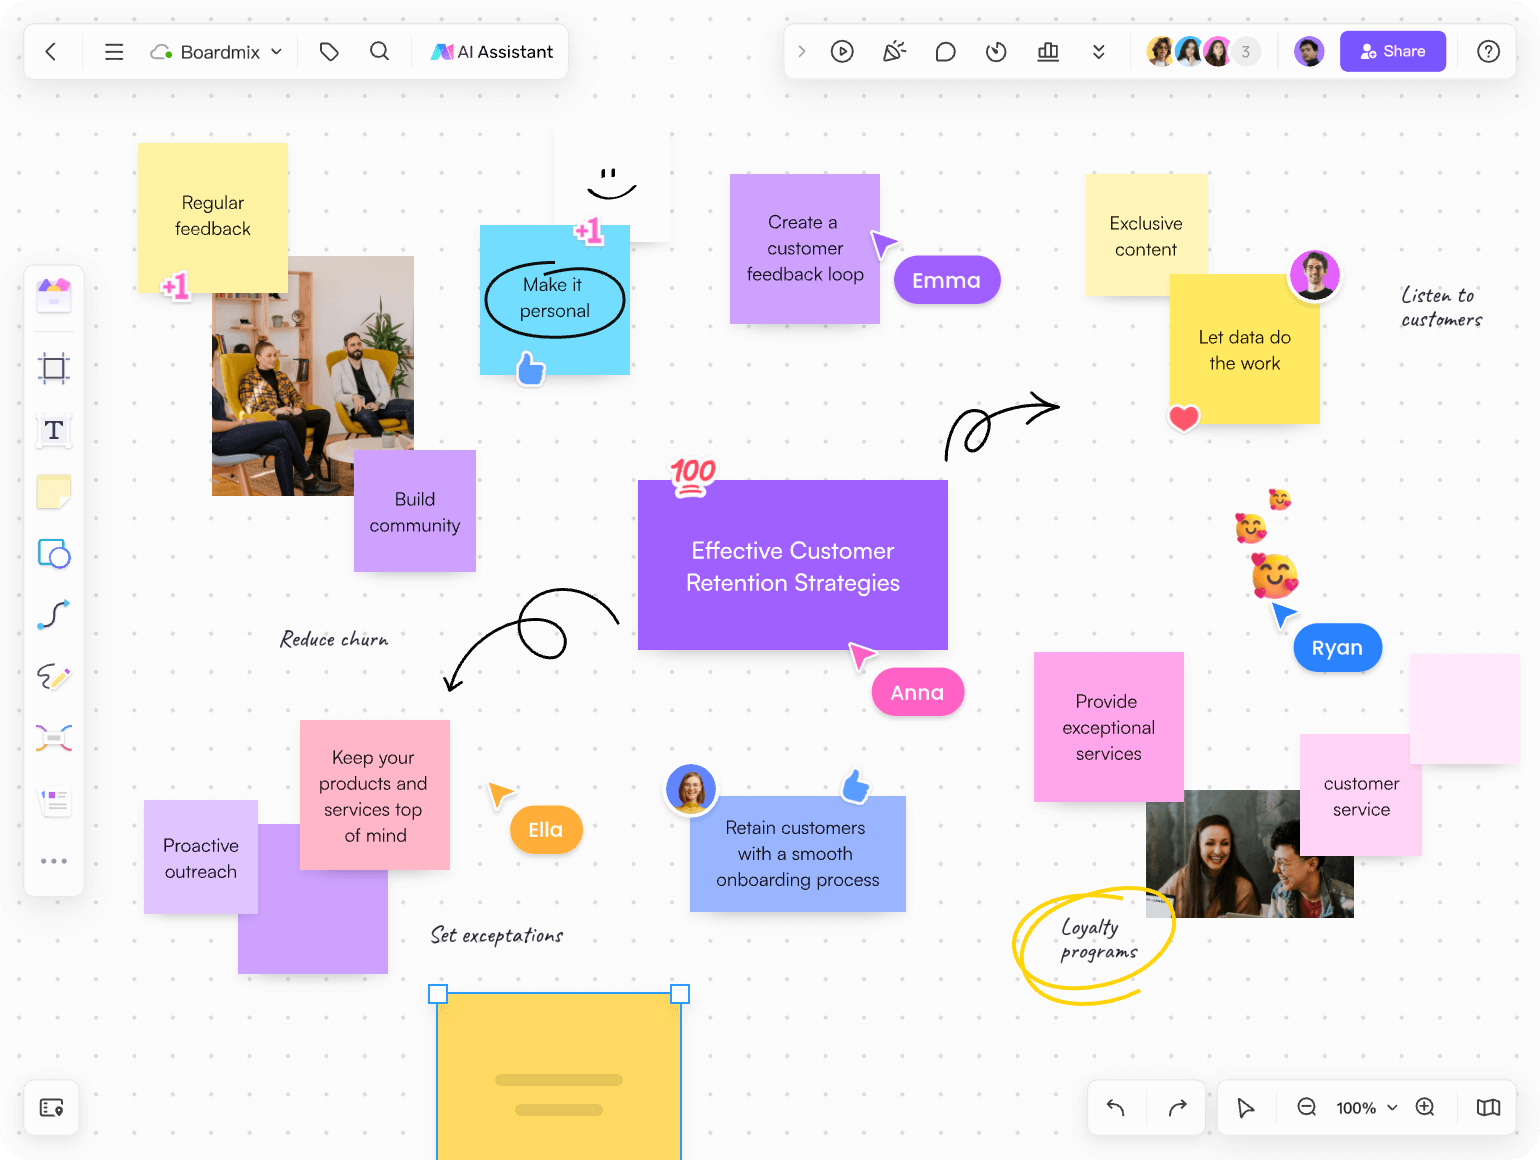 Boardmix
AI Assistant
3
Share
Regular
feedback
+1
+1
Make it
personal
Create a
customer
feedback loop
Emma
Exclusive
content
Let data do
the work
Listen to
customers
Build
community
100
Effective Customer
Retention Strategies
Anna
Reduce churn
Ryan
Provide
exceptional
services
customer
service
Keep your
products and
services top
of mind
Ella
Proactive
outreach
Retain customers
with a smooth
onboarding process
Set exceptations
Loyalty
programs
T
100%